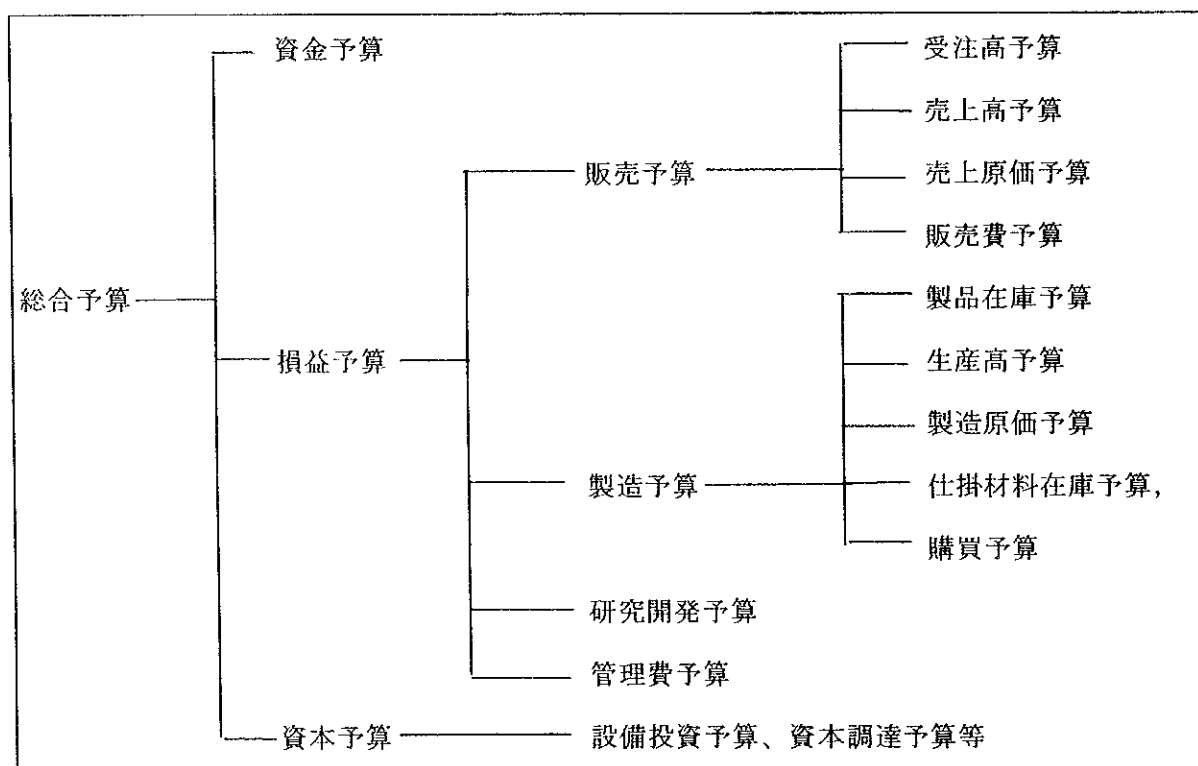 資金予算
受注高予算
売上高予算
販売予算
売上原価予算
販売費予算
総合予算
製品在庫予算
損益予算
生産高予算
製造原価予算
製造予算
仕掛材料在庫予算,
購買予算
研究開発予算
管理費予算
資本予算
設備投資予算、資本調達予算等